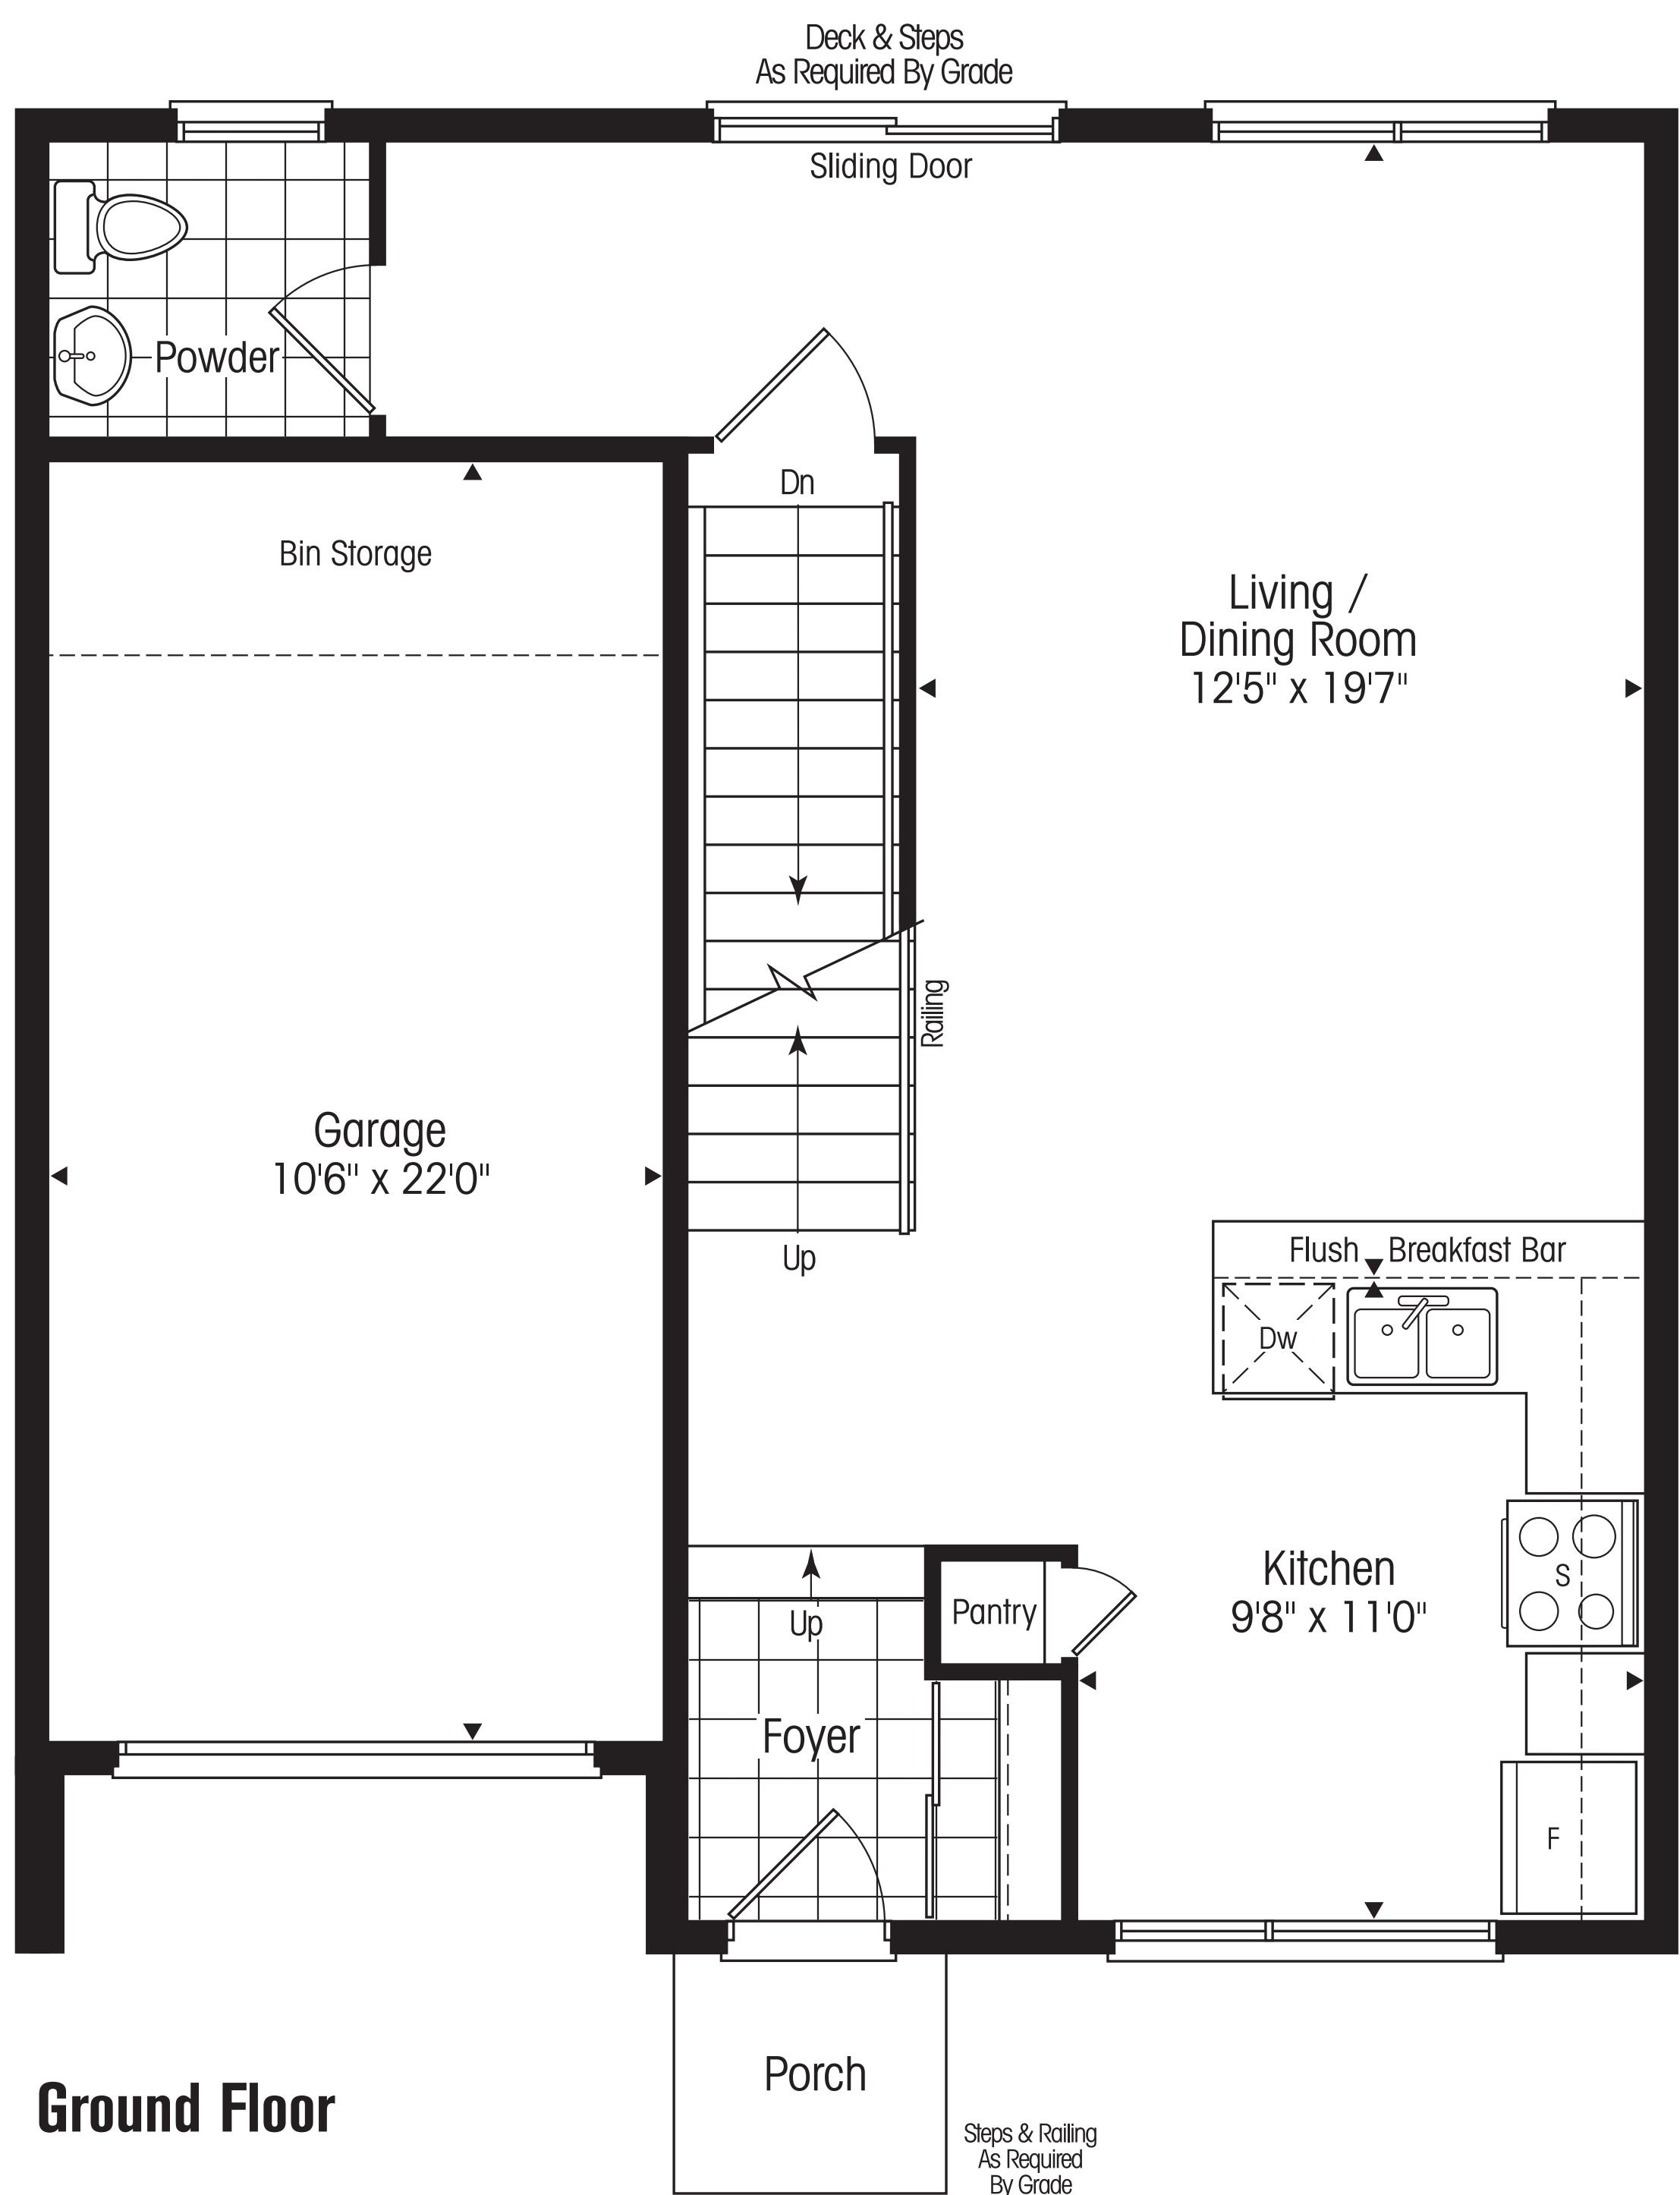 Deck & Steps
As Required By Grade
Sliding Door
Powder
Dn
Bin Storage
Living /
Dining Room
12'5" x 19'7"
Railing
Garage
10'6" x 22'0"
Up
Flush Breakfast Bar
Dw
Kitchen
9'8" x 11'0"
S
Pantry
Up
Foyer
F
Porch
Ground Floor
Steps & Railing
As Required
By Grade